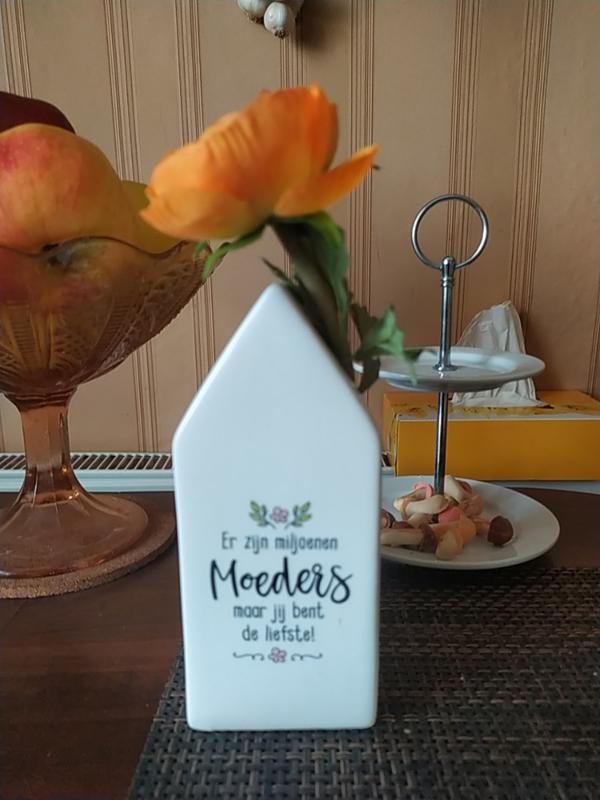 Er zijn miljoenen
Moeders
maar jij bent
de liefste!